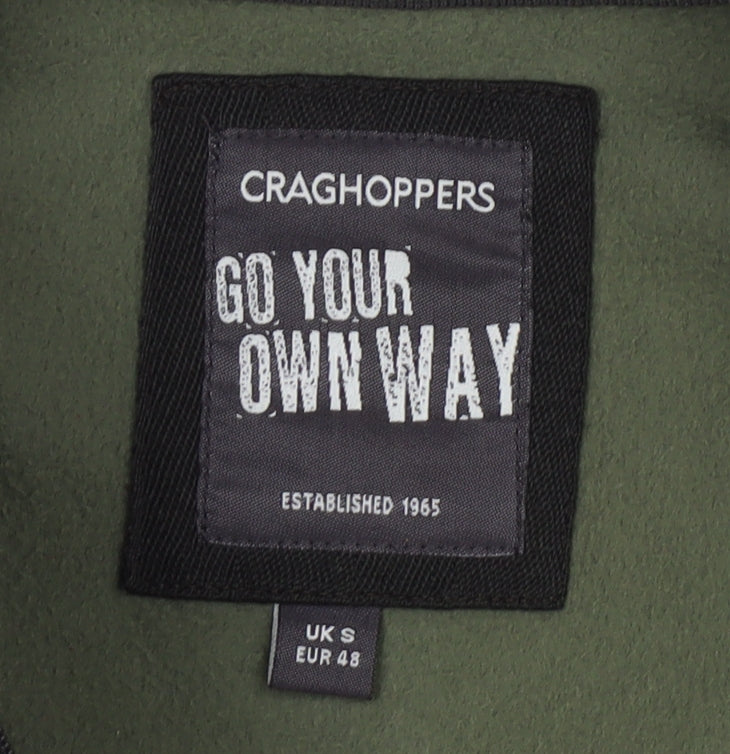 CRAGHOPPERS
GO YOUR
OWN WAY
ESTABLISHED 1965
UK S
EUR 48